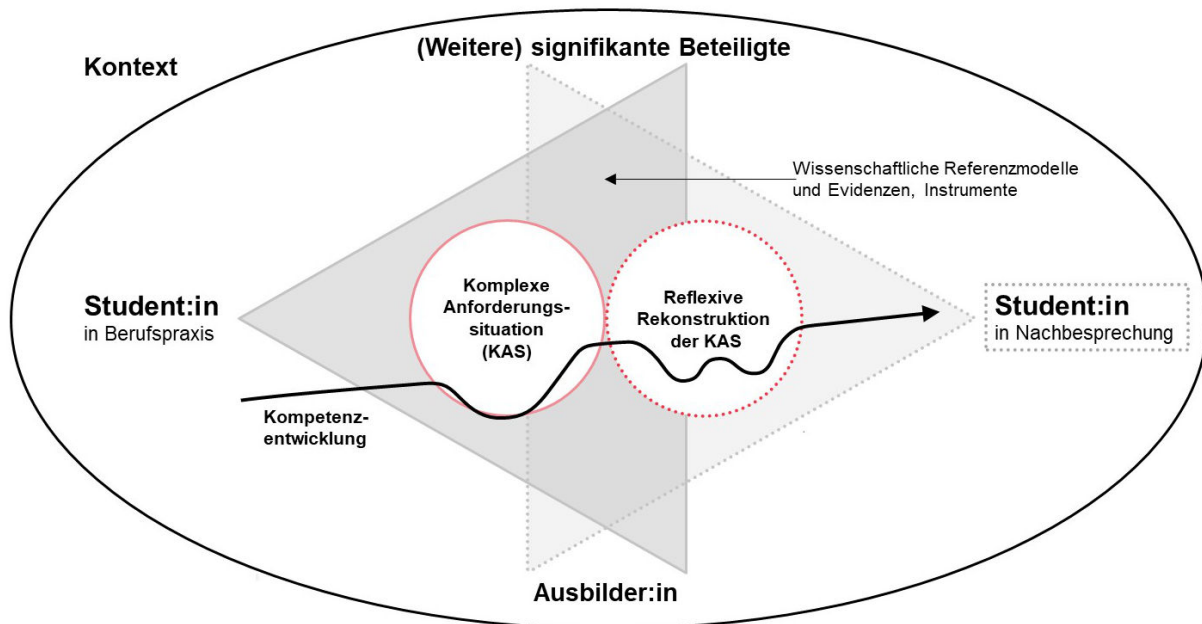 (Weitere) signifikante Beteiligte
Kontext
Wissenschaftliche Referenzmodelle
und Evidenzen, Instrumente
Student:in
in Berufspraxis
Komplexe
Anforderungs-
situation
(KAS)
Reflexive
Rekonstruktion
der KAS
Student:in
in Nachbesprechung
Kompetenz-
entwicklung
Ausbilder:in